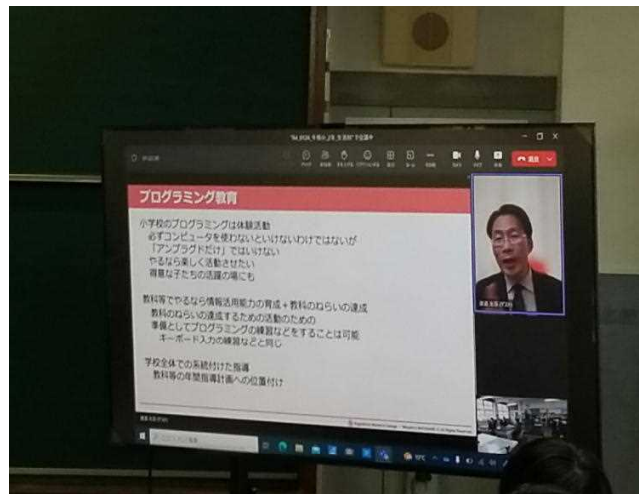 プログラミング教育
小学校のプログラミングは体験活動
必ずコンピュータを使わないといけないわけではないが
「アンプラグドだけ」ではいけない
やるなら楽しく活動させたい
得意な子たちの活躍の場にも
教科等でやるなら情報活用能力の育成+教科のねらいの達成
教科のねらいの達成するための活動のための
準備としてプログラミングの練習などをすることは可能
キーボード入力の練習などと同じ
学校全体での系統付けた指導
教科等の年間指導計画への位置付け